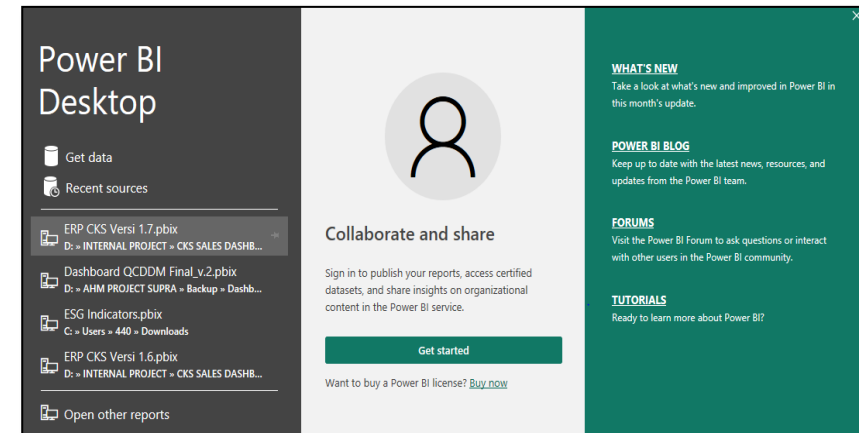 Power BI
Desktop
Get data
Recent sources
ERP CKS Versi 1.7.pbix
D: » INTERNAL PROJECT » CKS SALES DASHB...
Dashboard QCDDM Final_v.2.pbix
D: » AHM PROJECT SUPRA » Backup » Dashb...
ESG Indicators.pbix
C: » Users » 440 » Downloads
ERP CKS Versi 1.6.pbix
D: » INTERNAL PROJECT » CKS SALES DASHB...
Open other reports
Collaborate and share
Sign in to publish your reports, access certified
datasets, and share insights on organizational
content in the Power BI service.
Get started
Want to buy a Power BI license? Buy now
WHAT'S NEW
Take a look at what's new and improved in Power BI in
this month's update.
POWER BI BLOG
Keep up to date with the latest news, resources, and
updates from the Power BI team.
FORUMS
Visit the Power BI Forum to ask questions or interact
with other users in the Power BI community.
TUTORIALS
Ready to learn more about Power BI?